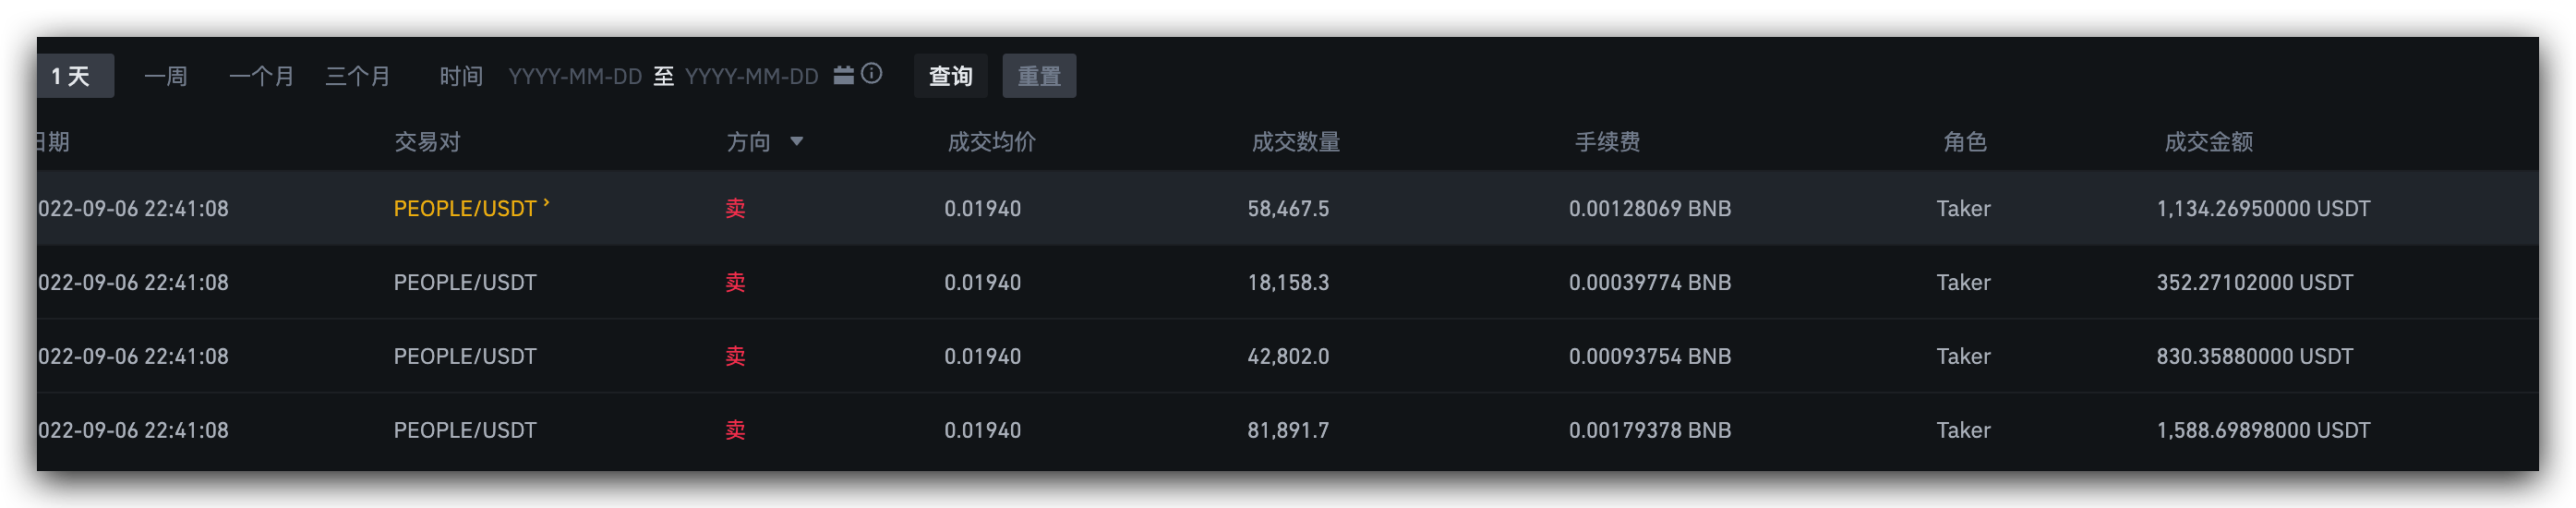 1天 一周 一个月 三个月 时间 YYYY-MM-DD 至 YYYY-MM-DD 查询 重置
日期 交易对 方向 成交均价 成交数量 手续费 角色 成交金额
022-09-06 22:41:08 PEOPLE/USDT 卖 0.01940 58,467.5 0.00128069 BNB Taker 1,134.26950000 USDT
022-09-06 22:41:08 PEOPLE/USDT 卖 0.01940 18,158.3 0.00039774 BNB Taker 352.27102000 USDT
022-09-06 22:41:08 PEOPLE/USDT 卖 0.01940 42,802.0 0.00093754 BNB Taker 830.35880000 USDT
022-09-06 22:41:08 PEOPLE/USDT 卖 0.01940 81,891.7 0.00179378 BNB Taker 1,588.69898000 USDT